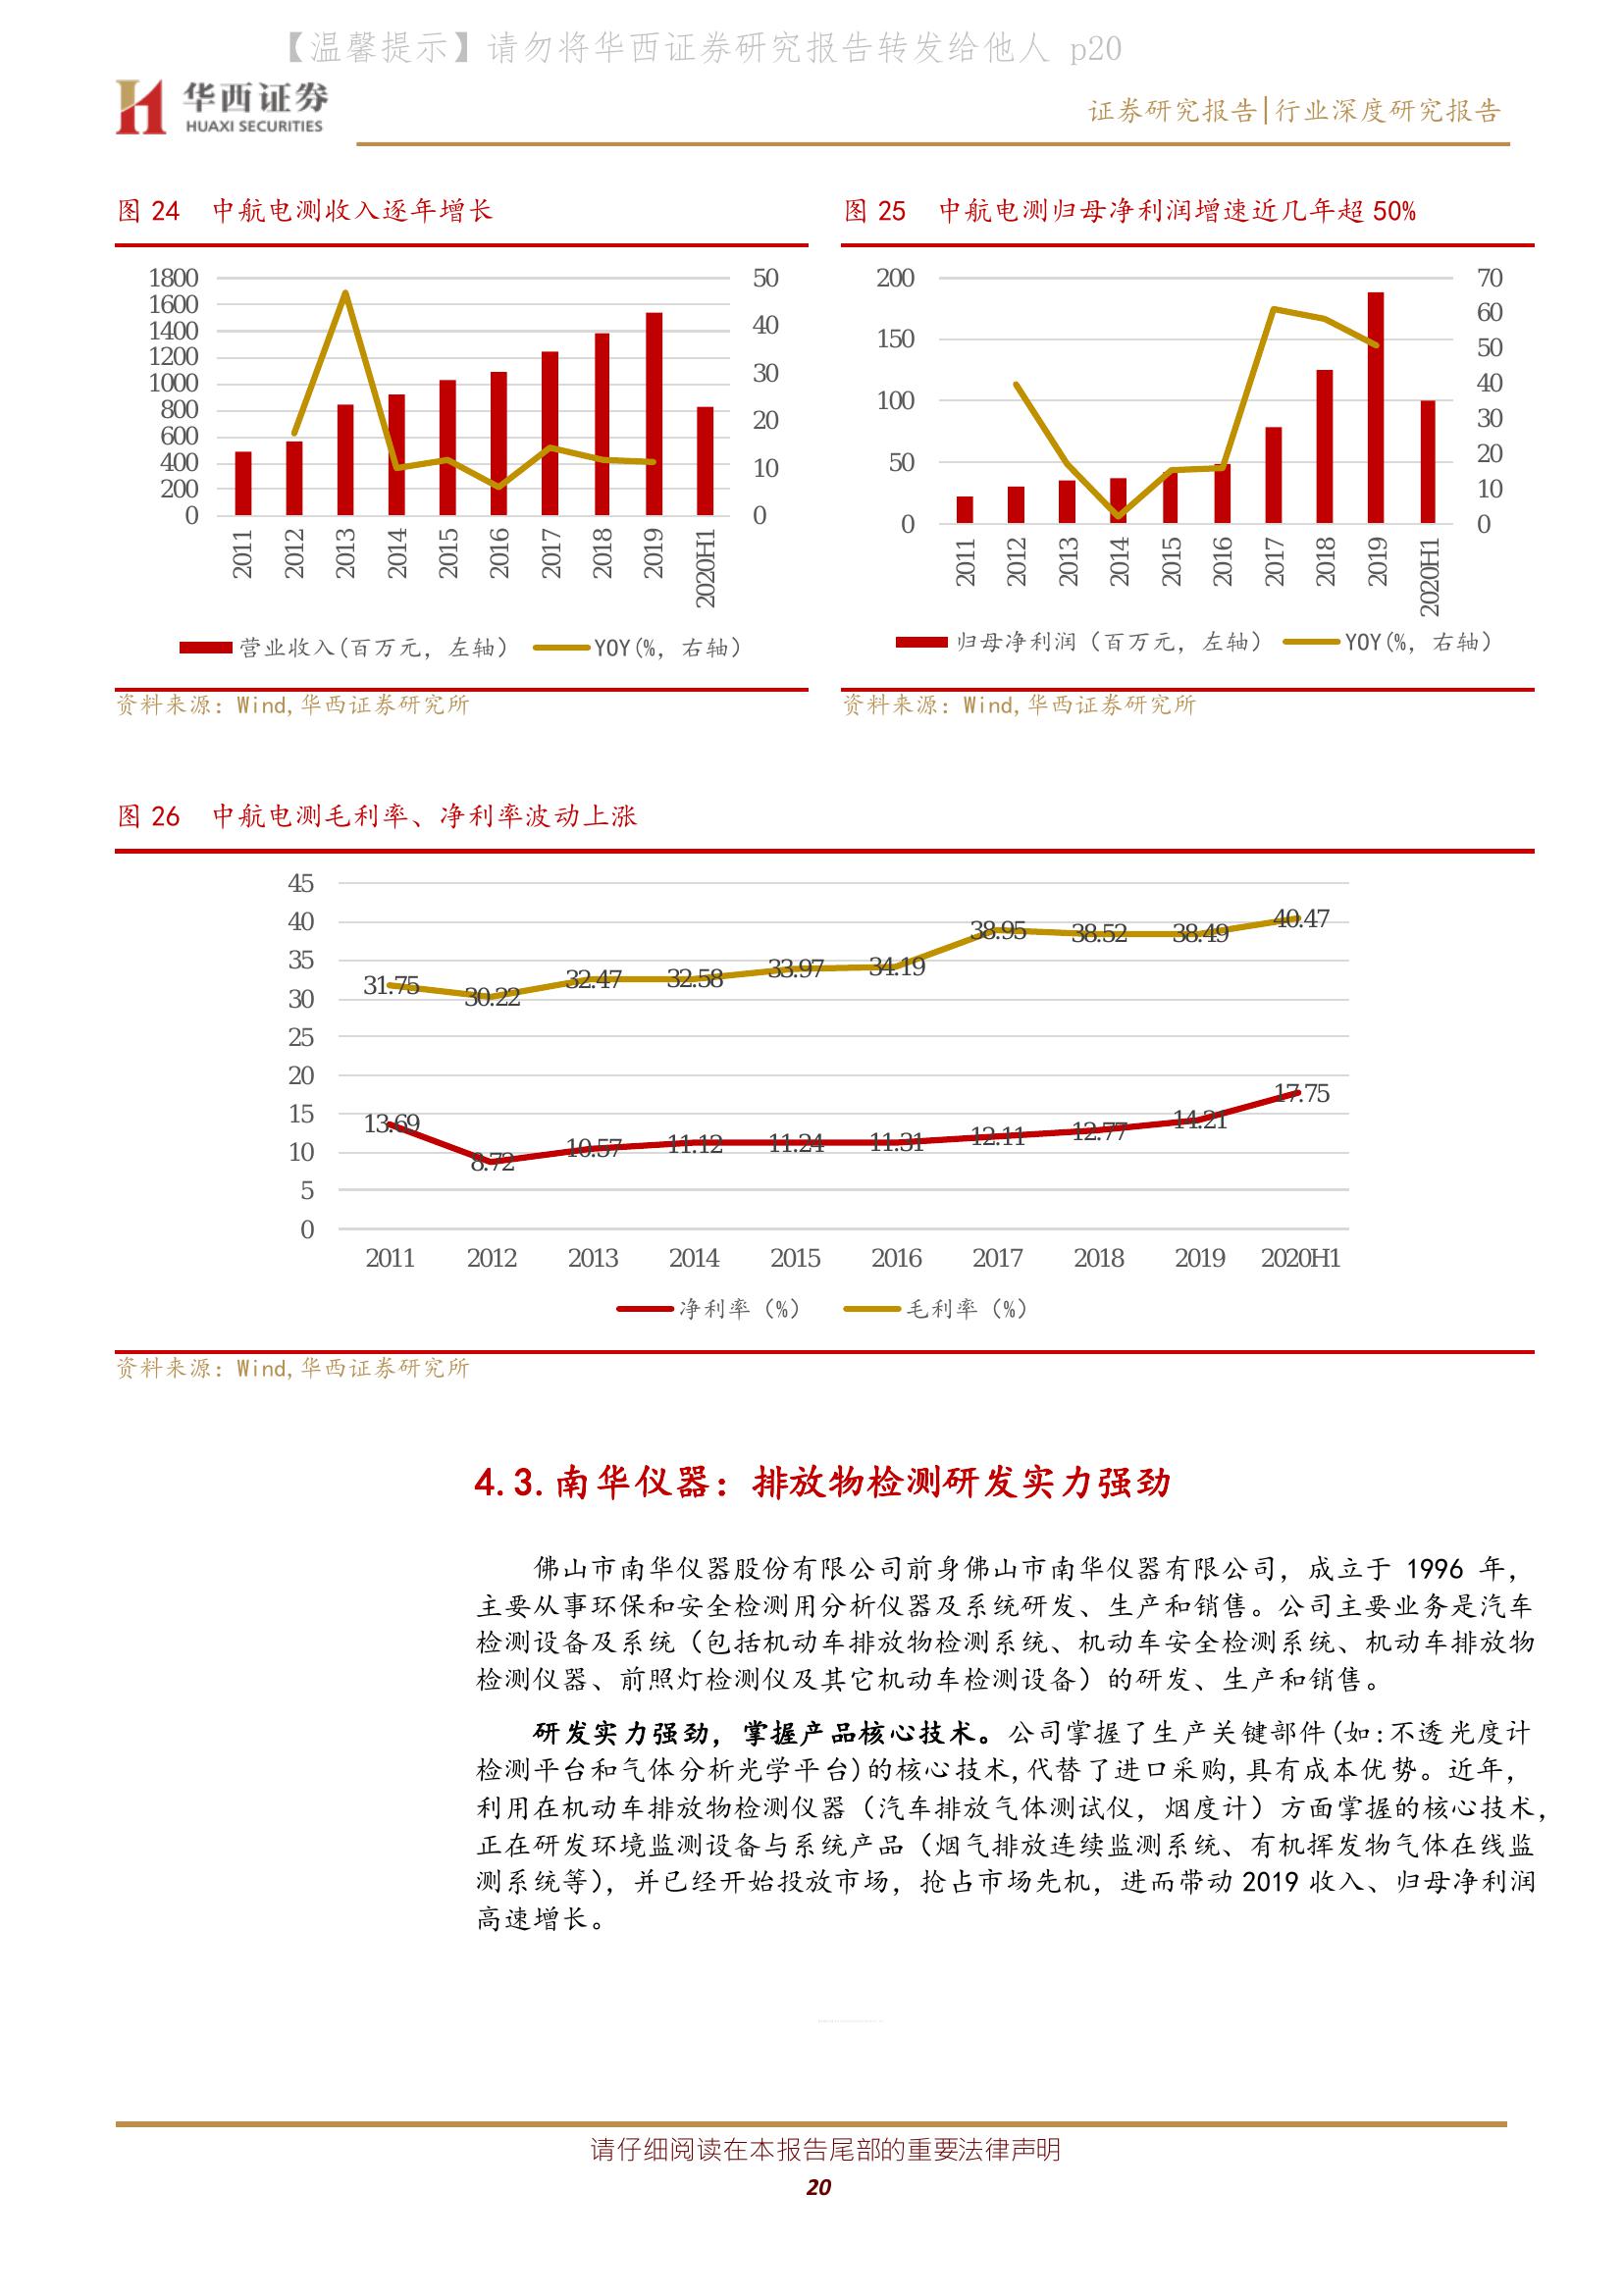 【温馨提示】请勿将华西证券研究报告转发给他人 p20
华西证券
HUAXI SECURITIES
证券研究报告|行业深度研究报告
图 24 中航电测收入逐年增长
1800
1600
1400
1200
1000
800
600
400
200
0
50
40
30
20
10
0
2011
2012
2013
2014
2015
2016
2017
2018
2019
2020H1
营业收入(百万元，左轴)
YOY(%，右轴)
资料来源：Wind,华西证券研究所
图 25 中航电测归母净利润增速近几年超 50%
200
150
100
50
0
70
60
50
40
30
20
10
0
2011
2012
2013
2014
2015
2016
2017
2018
2019
2020H1
归母净利润（百万元，左轴）
YOY(%，右轴)
资料来源：Wind,华西证券研究所
图 26 中航电测毛利率、净利率波动上涨
45
40
35
30
25
20
15
10
5
0
31.75 30.22 32.47 32.58 33.97 34.19 38.95 38.52 38.49 40.47
13.69 8.72 10.57 11.12 11.24 11.31 12.11 12.77 14.21 17.75
2011 2012 2013 2014 2015 2016 2017 2018 2019 2020H1
净利率（%） 毛利率（%）
资料来源：Wind,华西证券研究所
4.3.南华仪器：排放物检测研发实力强劲
佛山市南华仪器股份有限公司前身佛山市南华仪器有限公司，成立于 1996 年，
主要从事环保和安全检测用分析仪器及系统研发、生产和销售。公司主要业务是汽车
检测设备及系统（包括机动车排放物检测系统、机动车安全检测系统、机动车排放物
检测仪器、前照灯检测仪及其它机动车检测设备）的研发、生产和销售。
研发实力强劲，掌握产品核心技术。公司掌握了生产关键部件(如:不透光度计
检测平台和气体分析光学平台)的核心技术,代替了进口采购,具有成本优势。近年，
利用在机动车排放物检测仪器（汽车排放气体测试仪，烟度计）方面掌握的核心技术，
正在研发环境监测设备与系统产品（烟气排放连续监测系统、有机挥发物气体在线监
测系统等），并已经开始投放市场，抢占市场先机，进而带动 2019 收入、归母净利润
高速增长。
请仔细阅读在本报告尾部的重要法律声明
20